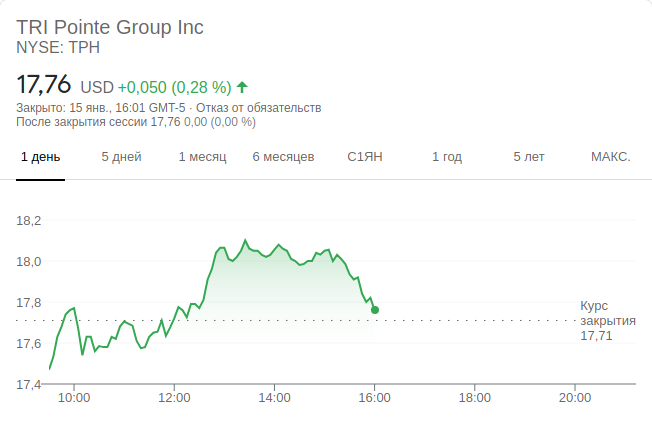 TRI Pointe Group Inc
NYSE: TPH
17,76 USD +0,050 (0,28 %)
Закрыто: 15 янв., 16:01 GMT-5 · Отказ от обязательств
После закрытия сессии 17,76 0,00 (0,00 %)
1 день 5 дней 1 месяц 6 месяцев С1ЯН 1 год 5 лет МАКС.
18,2
18,0
17,8
Курс
закрытия
17,71
17,6
17,4
10:00 12:00 14:00 16:00 18:00 20:00